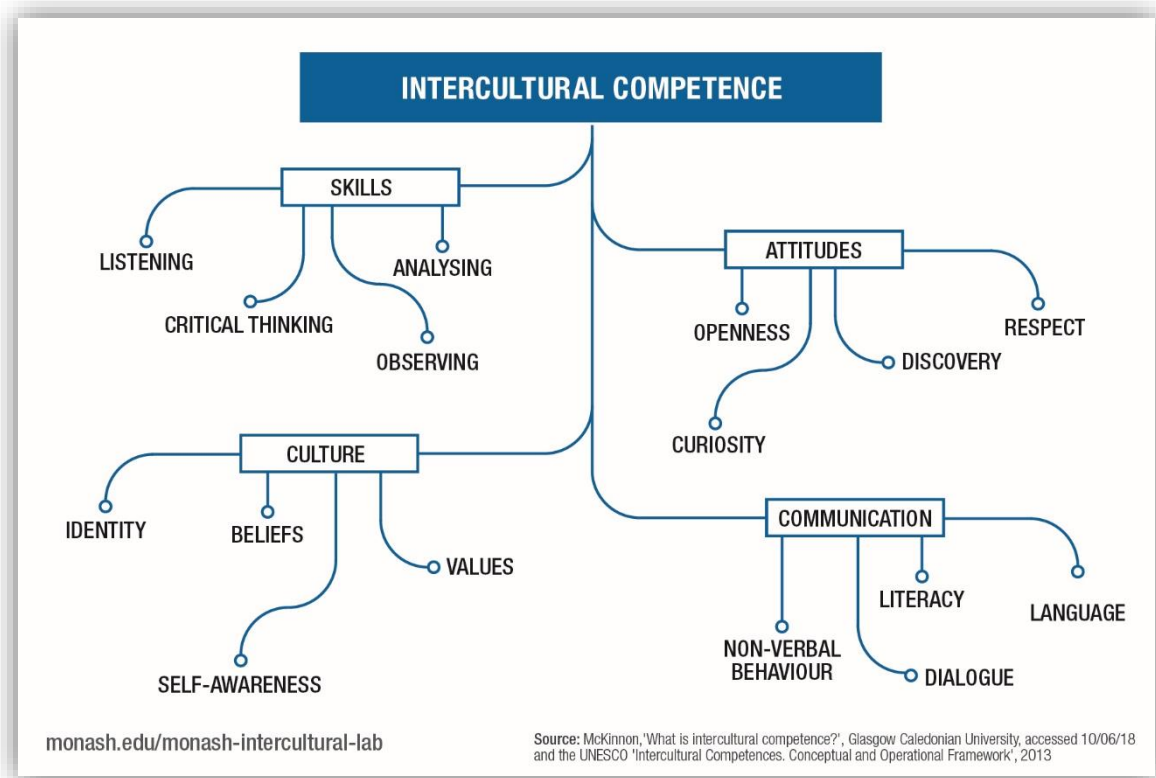 INTERCULTURAL COMPETENCE
SKILLS
LISTENING
CRITICAL THINKING
OBSERVING
ANALYSING
ATTITUDES
OPENNESS
CURIOSITY
DISCOVERY
RESPECT
CULTURE
IDENTITY
BELIEFS
SELF-AWARENESS
VALUES
COMMUNICATION
NON-VERBAL
BEHAVIOUR
DIALOGUE
LITERACY
LANGUAGE
monash.edu/monash-intercultural-lab
Source: McKinnon,'What is intercultural competence?', Glasgow Caledonian University, accessed 10/06/18
and the UNESCO 'Intercultural Competences. Conceptual and Operational Framework', 2013